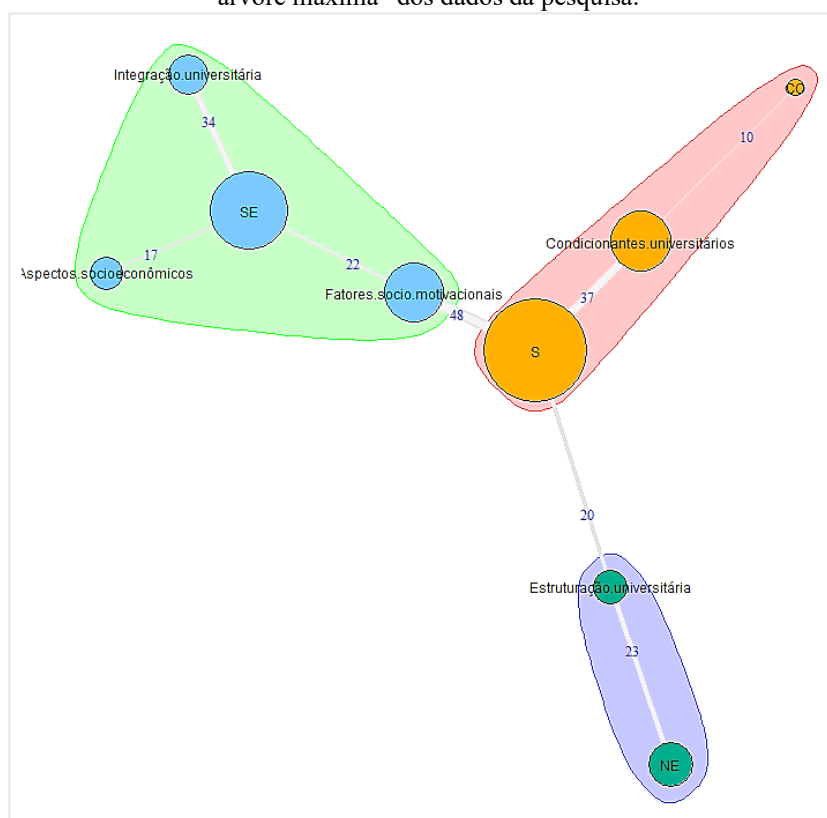 árvore máxima" dos dados da pesquisa.
Integração.universitária
CO
34
10
SE
Condicionantes.universitários
17
22
Aspectos.socioeconômicos
Fatores.socio.motivacionais
37
48
S
20
Estruturação.universitária
23
NE